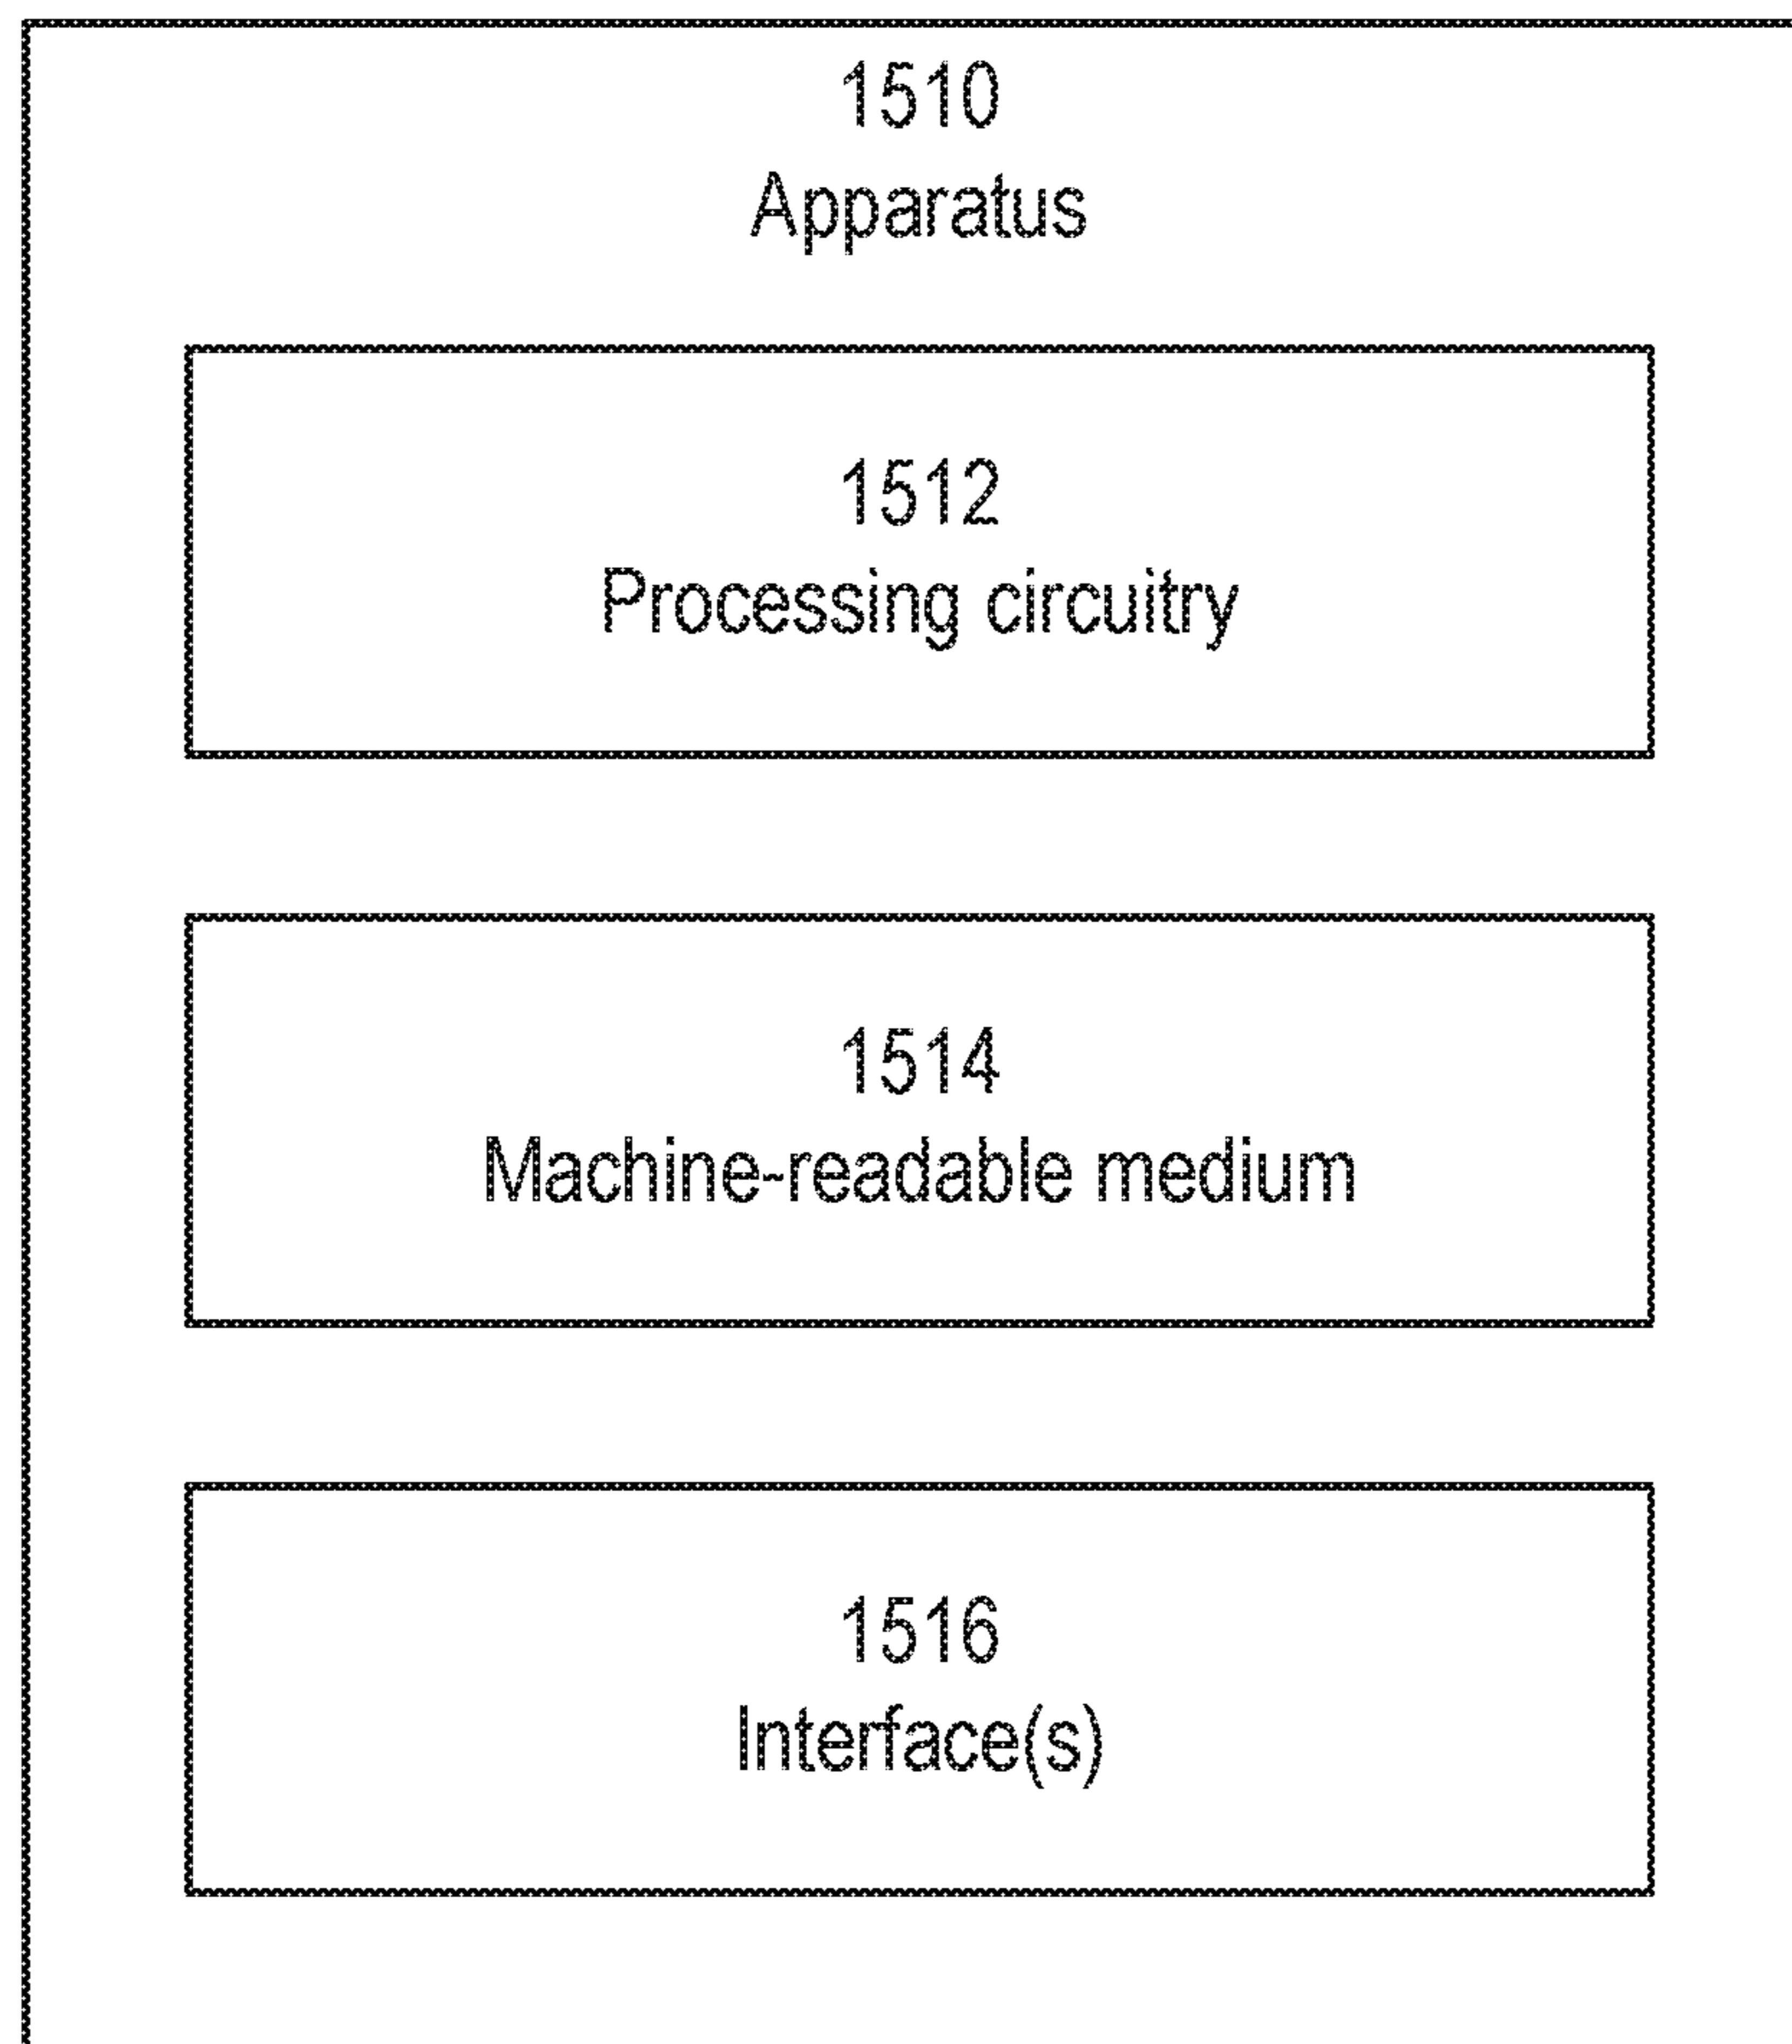 1510
Apparatus
1512
Processing circuitry
1514
Machine-readable medium
1516
Interface(s)